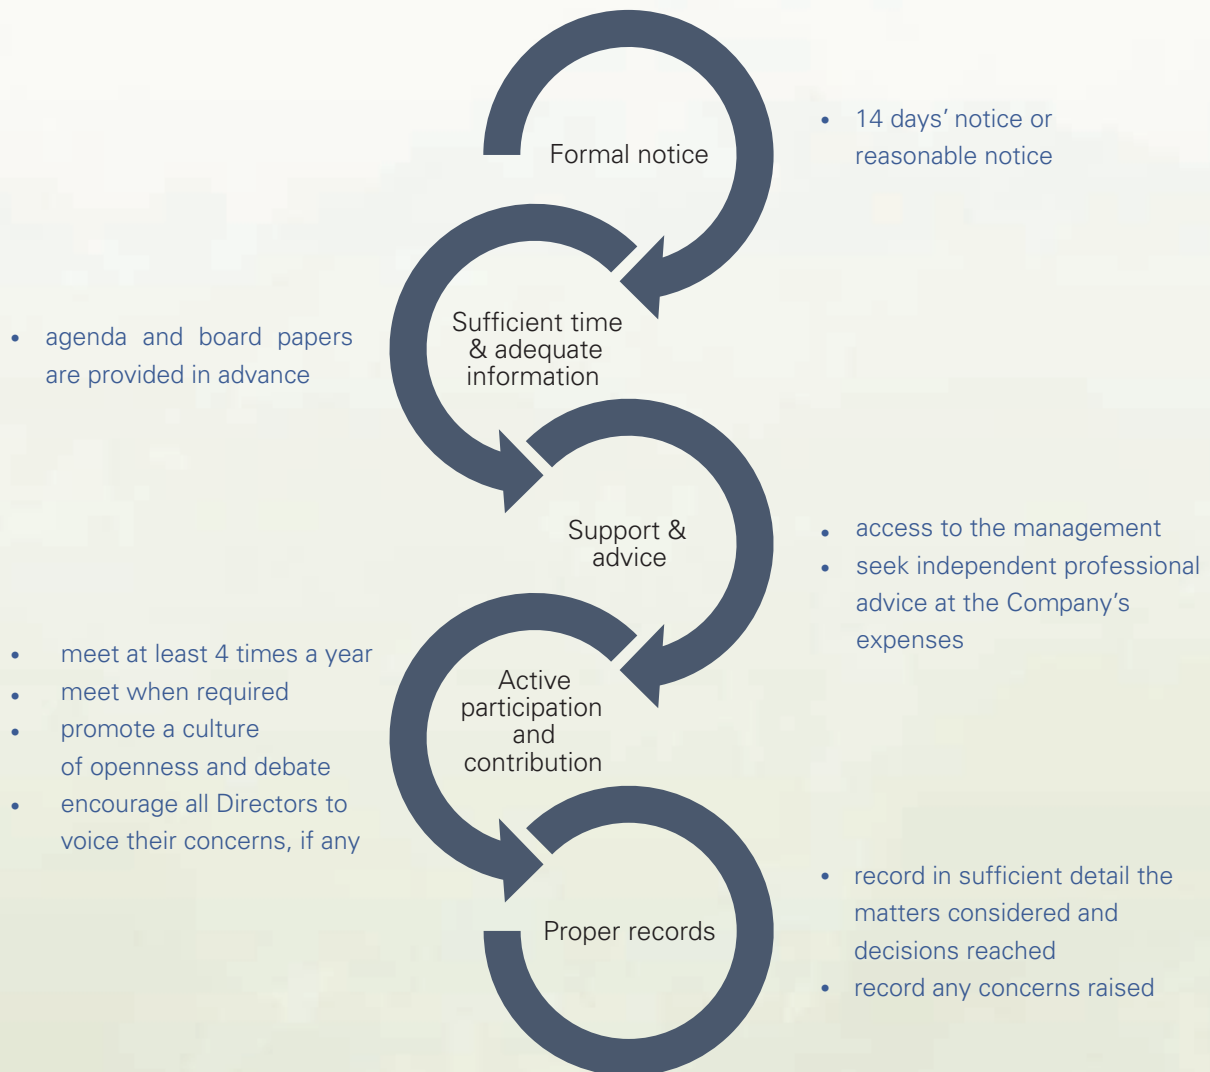 Formal notice
• 14 days’ notice or
reasonable notice
Sufficient time
& adequate
information
• agenda and board papers
are provided in advance
Support &
advice
• access to the management
• seek independent professional
advice at the Company’s
expenses
Active
participation
and
contribution
• meet at least 4 times a year
• meet when required
• promote a culture
of openness and debate
• encourage all Directors to
voice their concerns, if any
Proper records
• record in sufficient detail the
matters considered and
decisions reached
• record any concerns raised